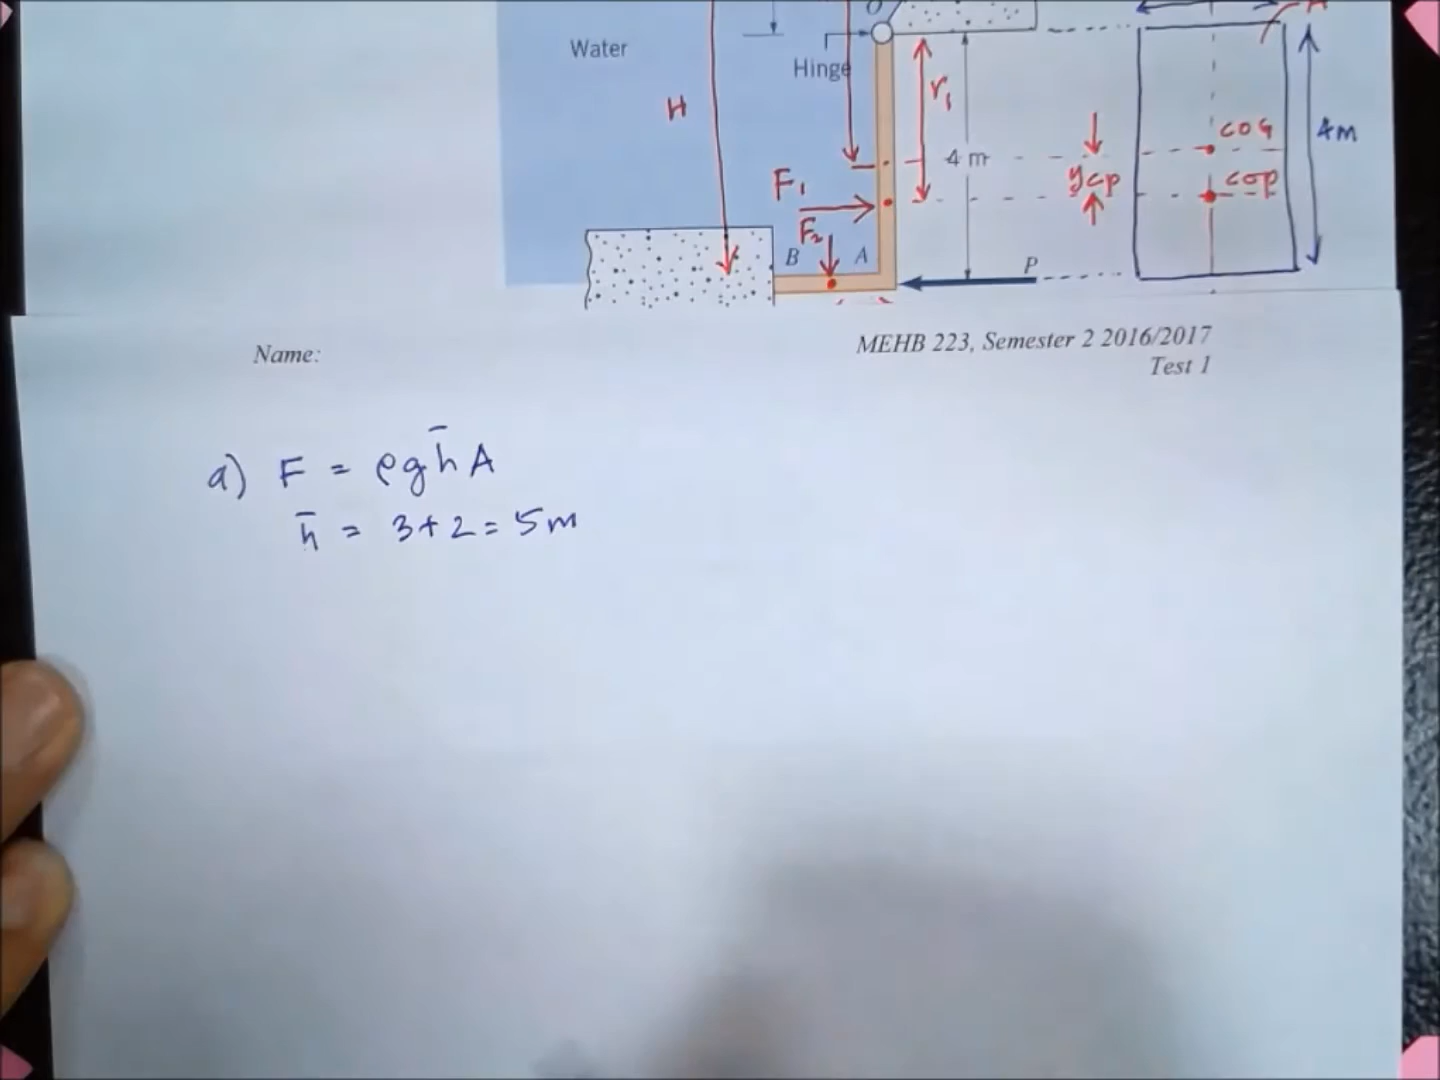 O
Water
Hinge
H
r₁
4 m
COG
4m
F₁
ycp
COP
F₂
B
A
P
Name:
MEHB 223, Semester 2 2016/2017
Test 1
a) F = ρgh̄A
h̄ = 3+2=5m